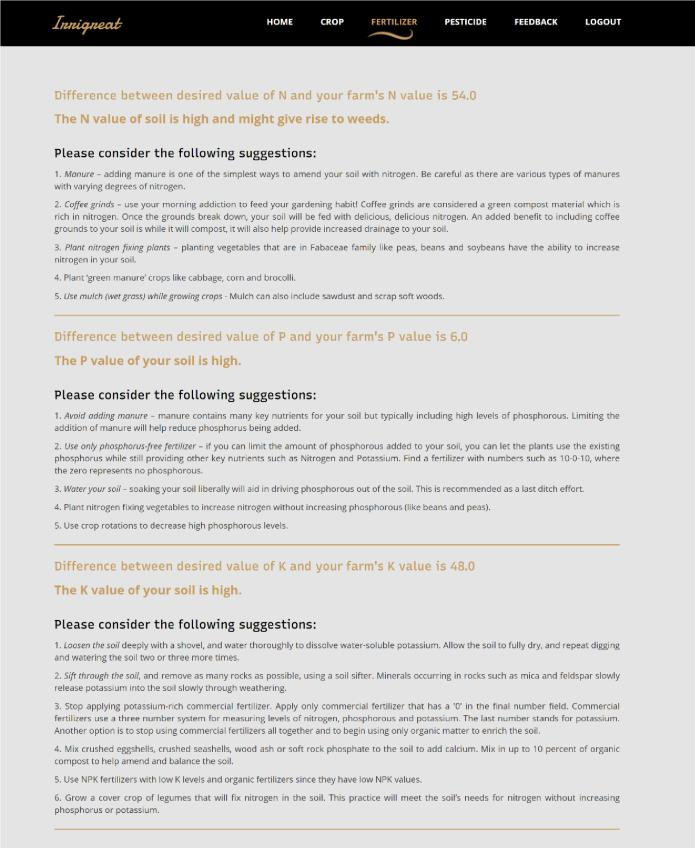 Irrigreat
HOME CROP FERTILIZER PESTICIDE FEEDBACK LOGOUT
Difference between desired value of N and your farm's N value is 54.0
The N value of soil is high and might give rise to weeds.
Please consider the following suggestions:
1. Manure – adding manure is one of the simplest ways to amend your soil with nitrogen. Be careful as there are various types of manures
with varying degrees of nitrogen.
2. Coffee grinds – use your morning addiction to feed your gardening habit! Coffee grinds are considered a green compost material which is
rich in nitrogen. Once the grounds break down, your soil will be fed with delicious, delicious nitrogen. An added benefit to including coffee
grounds to your soil is while it will compost, it will also help provide increased drainage to your soil.
3. Plant nitrogen fixing plants – planting vegetables that are in Fabaceae family like peas, beans and soybeans have the ability to increase
nitrogen in your soil.
4. Plant ‘green manure’ crops like cabbage, corn and brocolli.
5. Use mulch (wet grass) while growing crops - Mulch can also include sawdust and scrap soft woods.
Difference between desired value of P and your farm's P value is 6.0
The P value of your soil is high.
Please consider the following suggestions:
1. Avoid adding manure – manure contains many key nutrients for your soil but typically including high levels of phosphorous. Limiting the
addition of manure will help reduce phosphorus being added.
2. Use only phosphorus-free fertilizer – if you can limit the amount of phosphorous added to your soil, you can let the plants use the existing
phosphorus while still providing other key nutrients such as Nitrogen and Potassium. Find a fertilizer with numbers such as 10-0-10, where
the zero represents no phosphorous.
3. Water your soil – soaking your soil liberally will aid in driving phosphorous out of the soil. This is recommended as a last ditch effort.
4. Plant nitrogen fixing vegetables to increase nitrogen without increasing phosphorous (like beans and peas).
5. Use crop rotations to decrease high phosphorous levels.
Difference between desired value of K and your farm's K value is 48.0
The K value of your soil is high.
Please consider the following suggestions:
1. Loosen the soil deeply with a shovel, and water thoroughly to dissolve water-soluble potassium. Allow the soil to fully dry, and repeat digging
and watering the soil two or three more times.
2. Sift through the soil, and remove as many rocks as possible, using a soil sifter. Minerals occurring in rocks such as mica and feldspar slowly
release potassium into the soil slowly through weathering.
3. Stop applying potassium-rich commercial fertilizer. Apply only commercial fertilizer that has a '0' in the final number field. Commercial
fertilizers use a three number system for measuring levels of nitrogen, phosphorous and potassium. The last number stands for potassium.
Another option is to stop using commercial fertilizers all together and to begin using only organic matter to enrich the soil.
4. Mix crushed eggshells, crushed seashells, wood ash or soft rock phosphate to the soil to add calcium. Mix in up to 10 percent of organic
compost to help amend and balance the soil.
5. Use NPK fertilizers with low K levels and organic fertilizers since they have low NPK values.
6. Grow a cover crop of legumes that will fix nitrogen in the soil. This practice will meet the soil's needs for nitrogen without increasing
phosphorus or potassium.